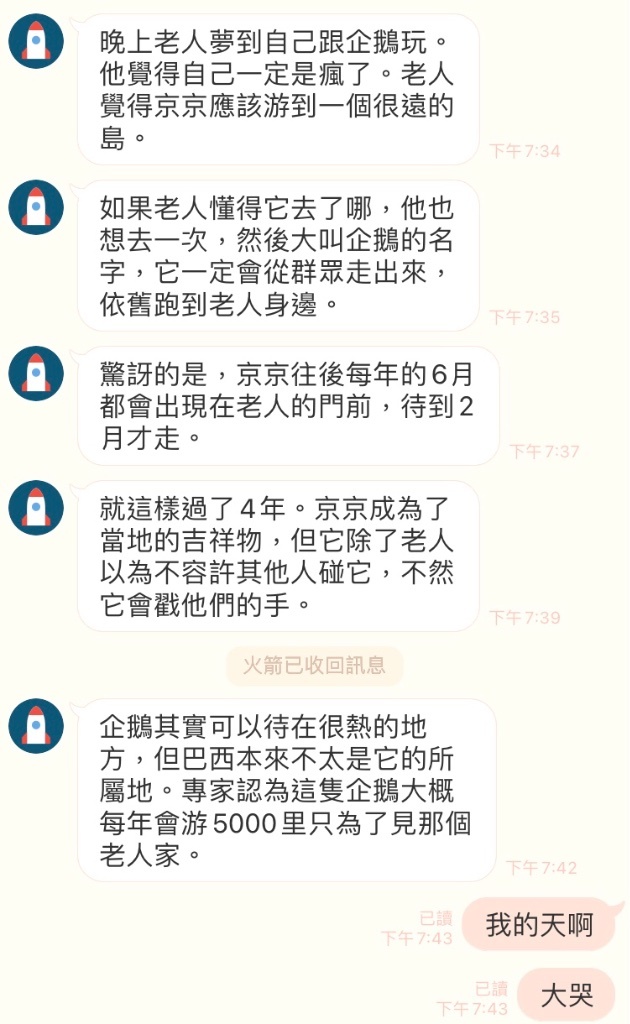 晚上老人夢到自己跟企鵝玩。
他覺得自己一定是瘋了。老人
覺得京京應該游到一個很遠的
島。
下午7:34
如果老人懂得它去了哪，他也
想去一次，然後大叫企鵝的名
字，它一定會從群眾走出來，
依舊跑到老人身邊。
下午7:35
驚訝的是，京京往後每年的6月
都會出現在老人的門前，待到2
月才走。
下午7:37
就這樣過了4年。京京成為了
當地的吉祥物，但它除了老人
以為不容許其他人碰它，不然
它會戳他們的手。
下午7:39
火箭已收回訊息
企鵝其實可以待在很熱的地
方，但巴西本來不太是它的所
屬地。專家認為這隻企鵝大概
每年會游5000里只為了見那個
老人家。
下午7:42
已讀
下午7:43
我的天啊
已讀
下午7:43
大哭